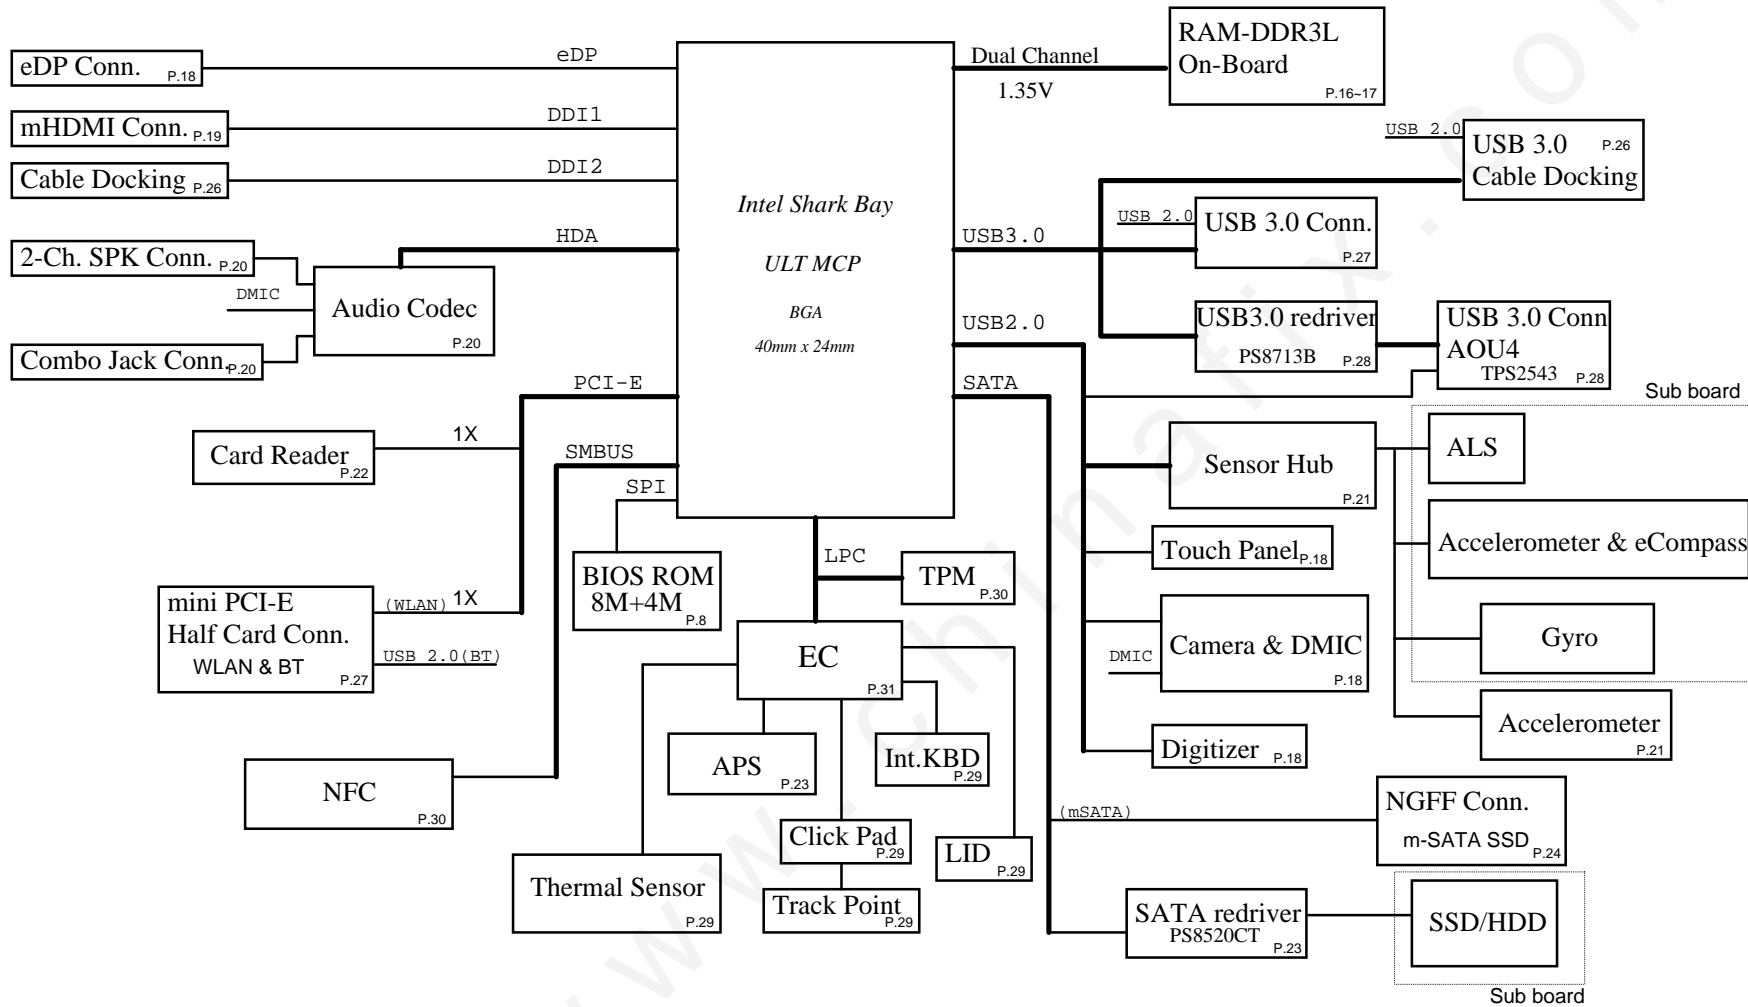 eDP Conn.
P.18
eDP
mHDMI Conn.
P.19
DDI1
Cable Docking
P.26
DDI2
HDA
2-Ch. SPK Conn.
P.20
DMIC
Audio Codec
P.20
Combo Jack Conn.
P.20
PCI-E
1X
Card Reader
P.22
SMBUS
SPI
mini PCI-E
Half Card Conn.
WLAN & BT
P.27
(WLAN)
1X
USB 2.0(BT)
NFC
P.30
Intel Shark Bay
ULT MCP
BGA
40mm x 24mm
BIOS ROM
8M+4M
P.8
LPC
TPM
P.30
EC
P.31
APS
P.23
Int.KBD
P.29
Click Pad
P.29
LID
P.29
Thermal Sensor
P.29
Track Point
P.29
Dual Channel
1.35V
RAM-DDR3L
On-Board
P.16~17
USB 2.0
USB 3.0
P.26
Cable Docking
USB 2.0
USB 3.0 Conn.
P.27
USB3.0
USB2.0
USB3.0 redriver
PS8713B
P.28
USB 3.0 Conn
AOU4
TPS2543
P.28
SATA
Sub board
Sensor Hub
P.21
ALS
Accelerometer & eCompass
Gyro
Accelerometer
P.21
Touch Panel
P.18
DMIC
Camera & DMIC
P.18
Digitizer
P.18
(mSATA)
NGFF Conn.
m-SATA SSD
P.24
SATA redriver
PS8520CT
P.23
SSD/HDD
Sub board
www.chinafix.com